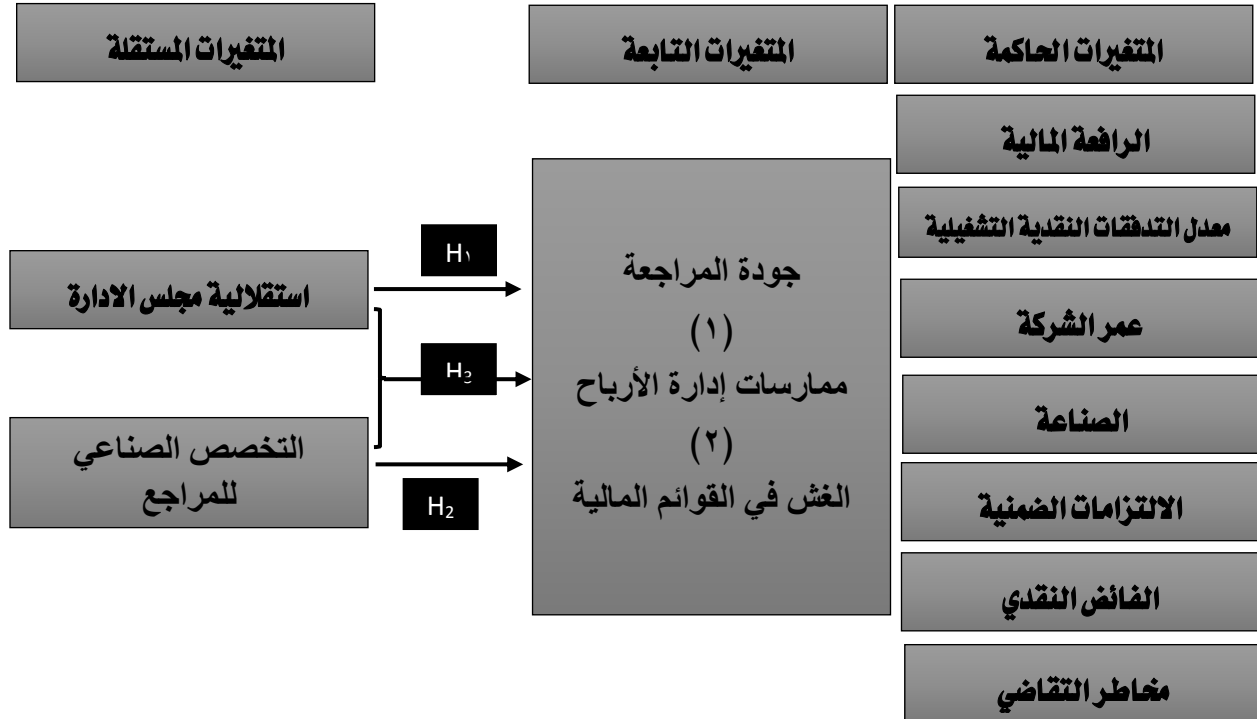 المتغيرات الحاكمة
المتغيرات التابعة
المتغيرات المستقلة
الرافعة المالية
معدل التدفقات النقدية التشغيلية
عمر الشركة
الصناعة
الالتزامات الضمنية
الفائض النقدي
مخاطر التقاضي
جودة المراجعة
(١)
ممارسات إدارة الأرباح
(٢)
الغش في القوائم المالية
H١
H3
H2
استقلالية مجلس الادارة
التخصص الصناعي
للمراجع